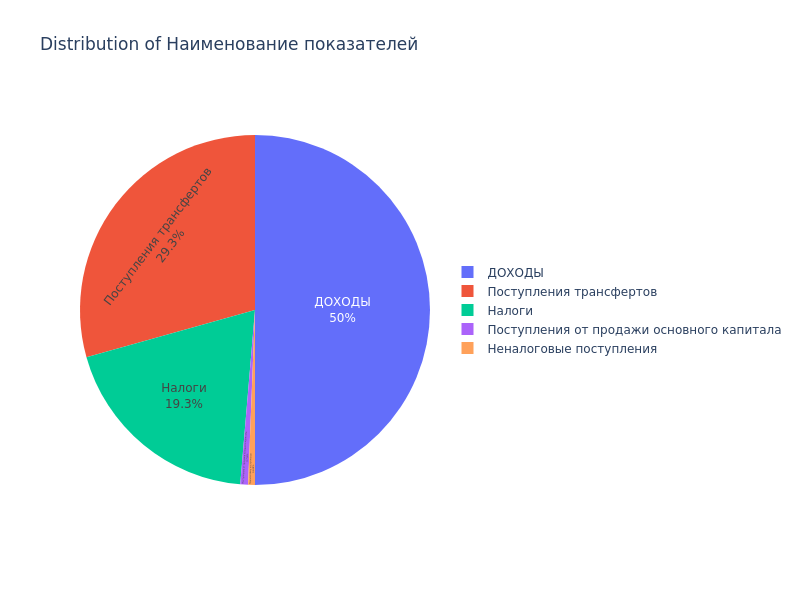 Distribution of Наименование показателей
Поступления трансфертов
29.3%
ДОХОДЫ
50%
Налоги
19.3%
ДОХОДЫ
Поступления трансфертов
Налоги
Поступления от продажи основного капитала
Неналоговые поступления